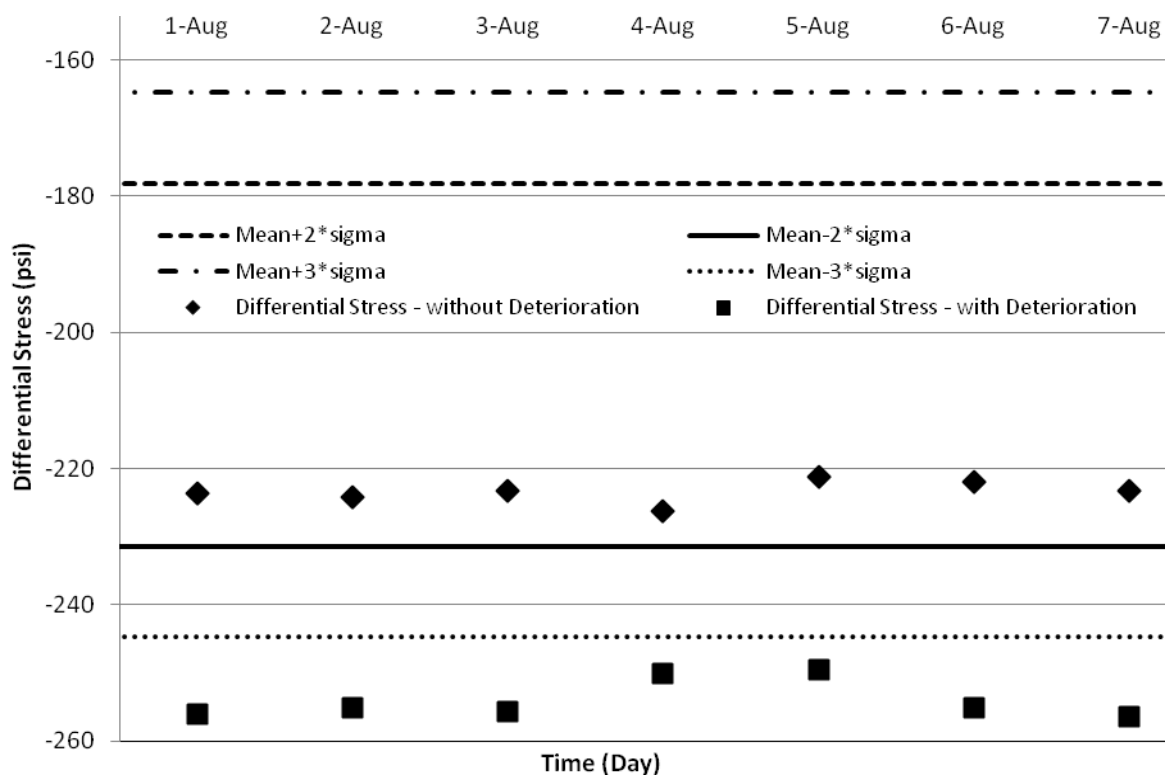 1-Aug 2-Aug 3-Aug 4-Aug 5-Aug 6-Aug 7-Aug
-160
-180
Mean+2*sigma Mean-2*sigma
Mean+3*sigma Mean-3*sigma
Differential Stress - without Deterioration Differential Stress - with Deterioration
-200
-220
-240
-260
Differential Stress (psi)
Time (Day)